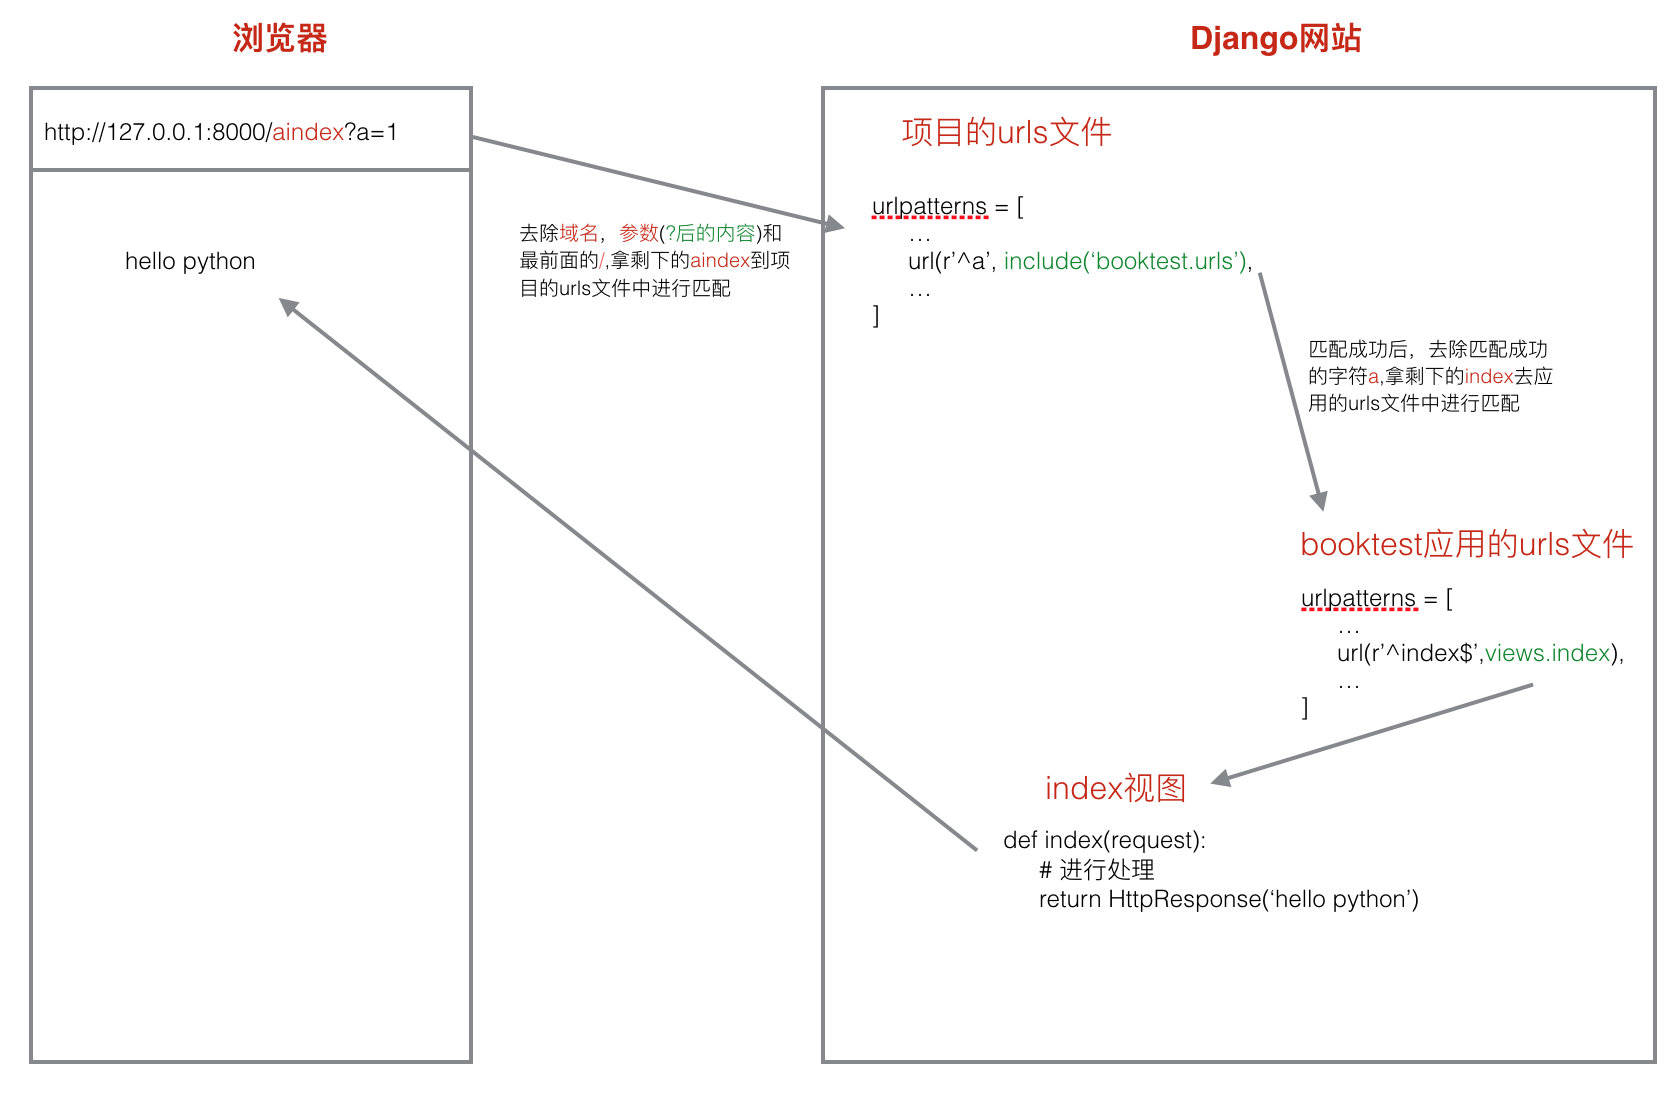 浏览器
Django网站
http://127.0.0.1:8000/aindex?a=1
hello python
去除域名，参数(?后的内容)和
最前面的/,拿剩下的aindex到项
目的urls文件中进行匹配
项目的urls文件
urlpatterns = [
...
url(r’^a’, include(‘booktest.urls’),
...
]
匹配成功后，去除匹配成功
的字符a,拿剩下的index去应
用的urls文件中进行匹配
booktest应用的urls文件
urlpatterns = [
...
url(r’^index$’,views.index),
...
]
index视图
def index(request):
# 进行处理
return HttpResponse(‘hello python’)